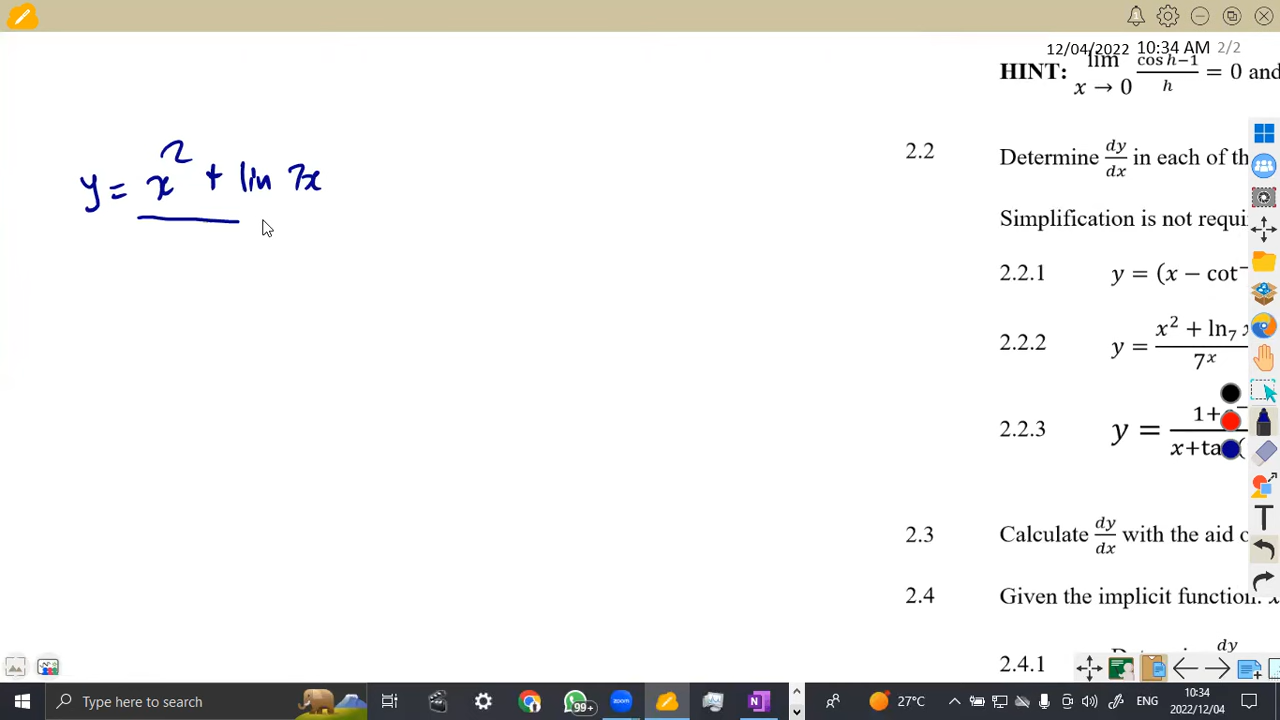 12/04/2022 10:34 AM 2/2
HINT: lim x → 0 cos h−1 / h = 0 and
y = x² + ln 7x
2.2 Determine dy/dx in each of th
Simplification is not requi
2.2.1 y = (x − cot⁻
2.2.2 y = x² + ln₇ x / 7ˣ
2.2.3 y = 1+ / x+ta (
2.3 Calculate dy/dx with the aid o
2.4 Given the implicit function: x
2.4.1 dy
Type here to search
99+
zoom
27°C
ENG
10:34
2022/12/04